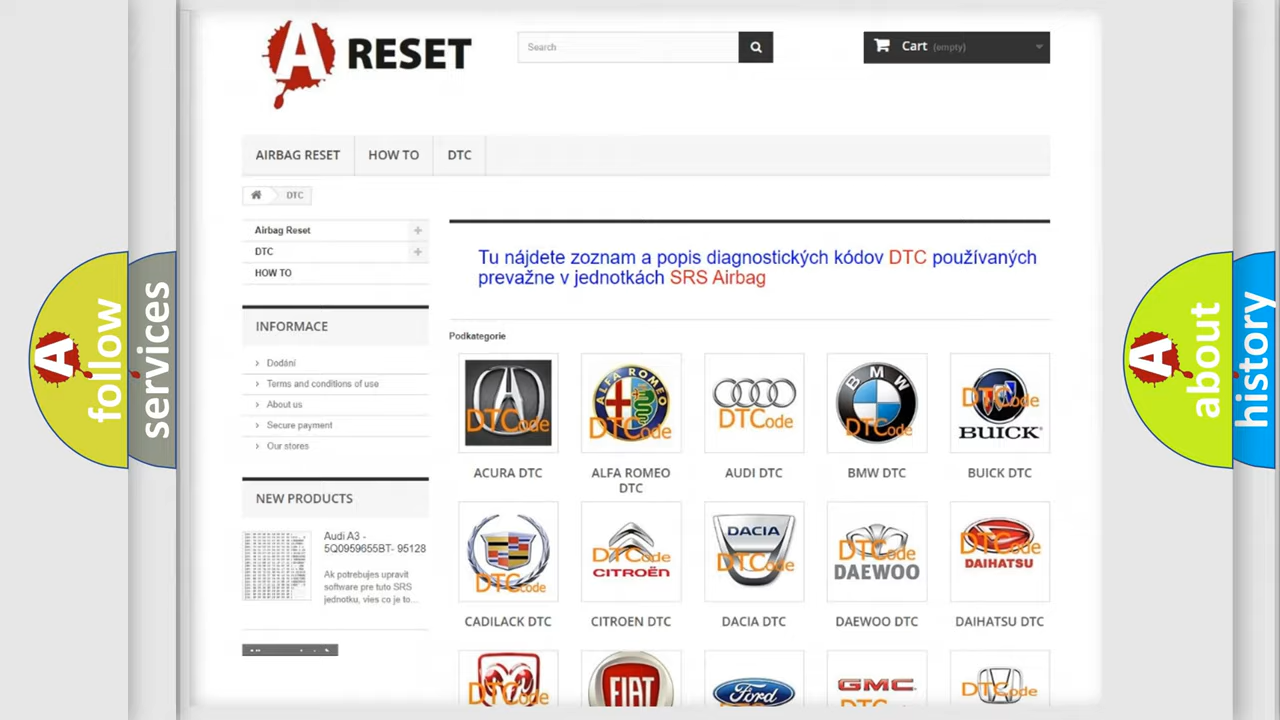 A RESET
Search
Cart (empty)
AIRBAG RESET
HOW TO
DTC
DTC
Airbag Reset
DTC
HOW TO
INFORMACE
Dodání
Terms and conditions of use
About us
Secure payment
Our stores
NEW PRODUCTS
Audi A3 -
5Q0959655BT- 95128
Ak potrebujes upravit
software pre tuto SRS
jednotku, vies co je to...
Tu nájdete zoznam a popis diagnostických kódov DTC používaných
prevažne v jednotkách SRS Airbag
Podkategorie
DTCode
ALFA ROMEO
DTCode
DTCode
BMW
DTCode
DTCode
BUICK
ACURA DTC
ALFA ROMEO
DTC
AUDI DTC
BMW DTC
BUICK DTC
DTCode
DTCode
CITROËN
DACIA
DTCode
DTCode
DAEWOO
DTCode
DAIHATSU
CADILACK DTC
CITROEN DTC
DACIA DTC
DAEWOO DTC
DAIHATSU DTC
DTCode
FIAT
Ford
GMC
DTCode
A
follow
services
A
about
history